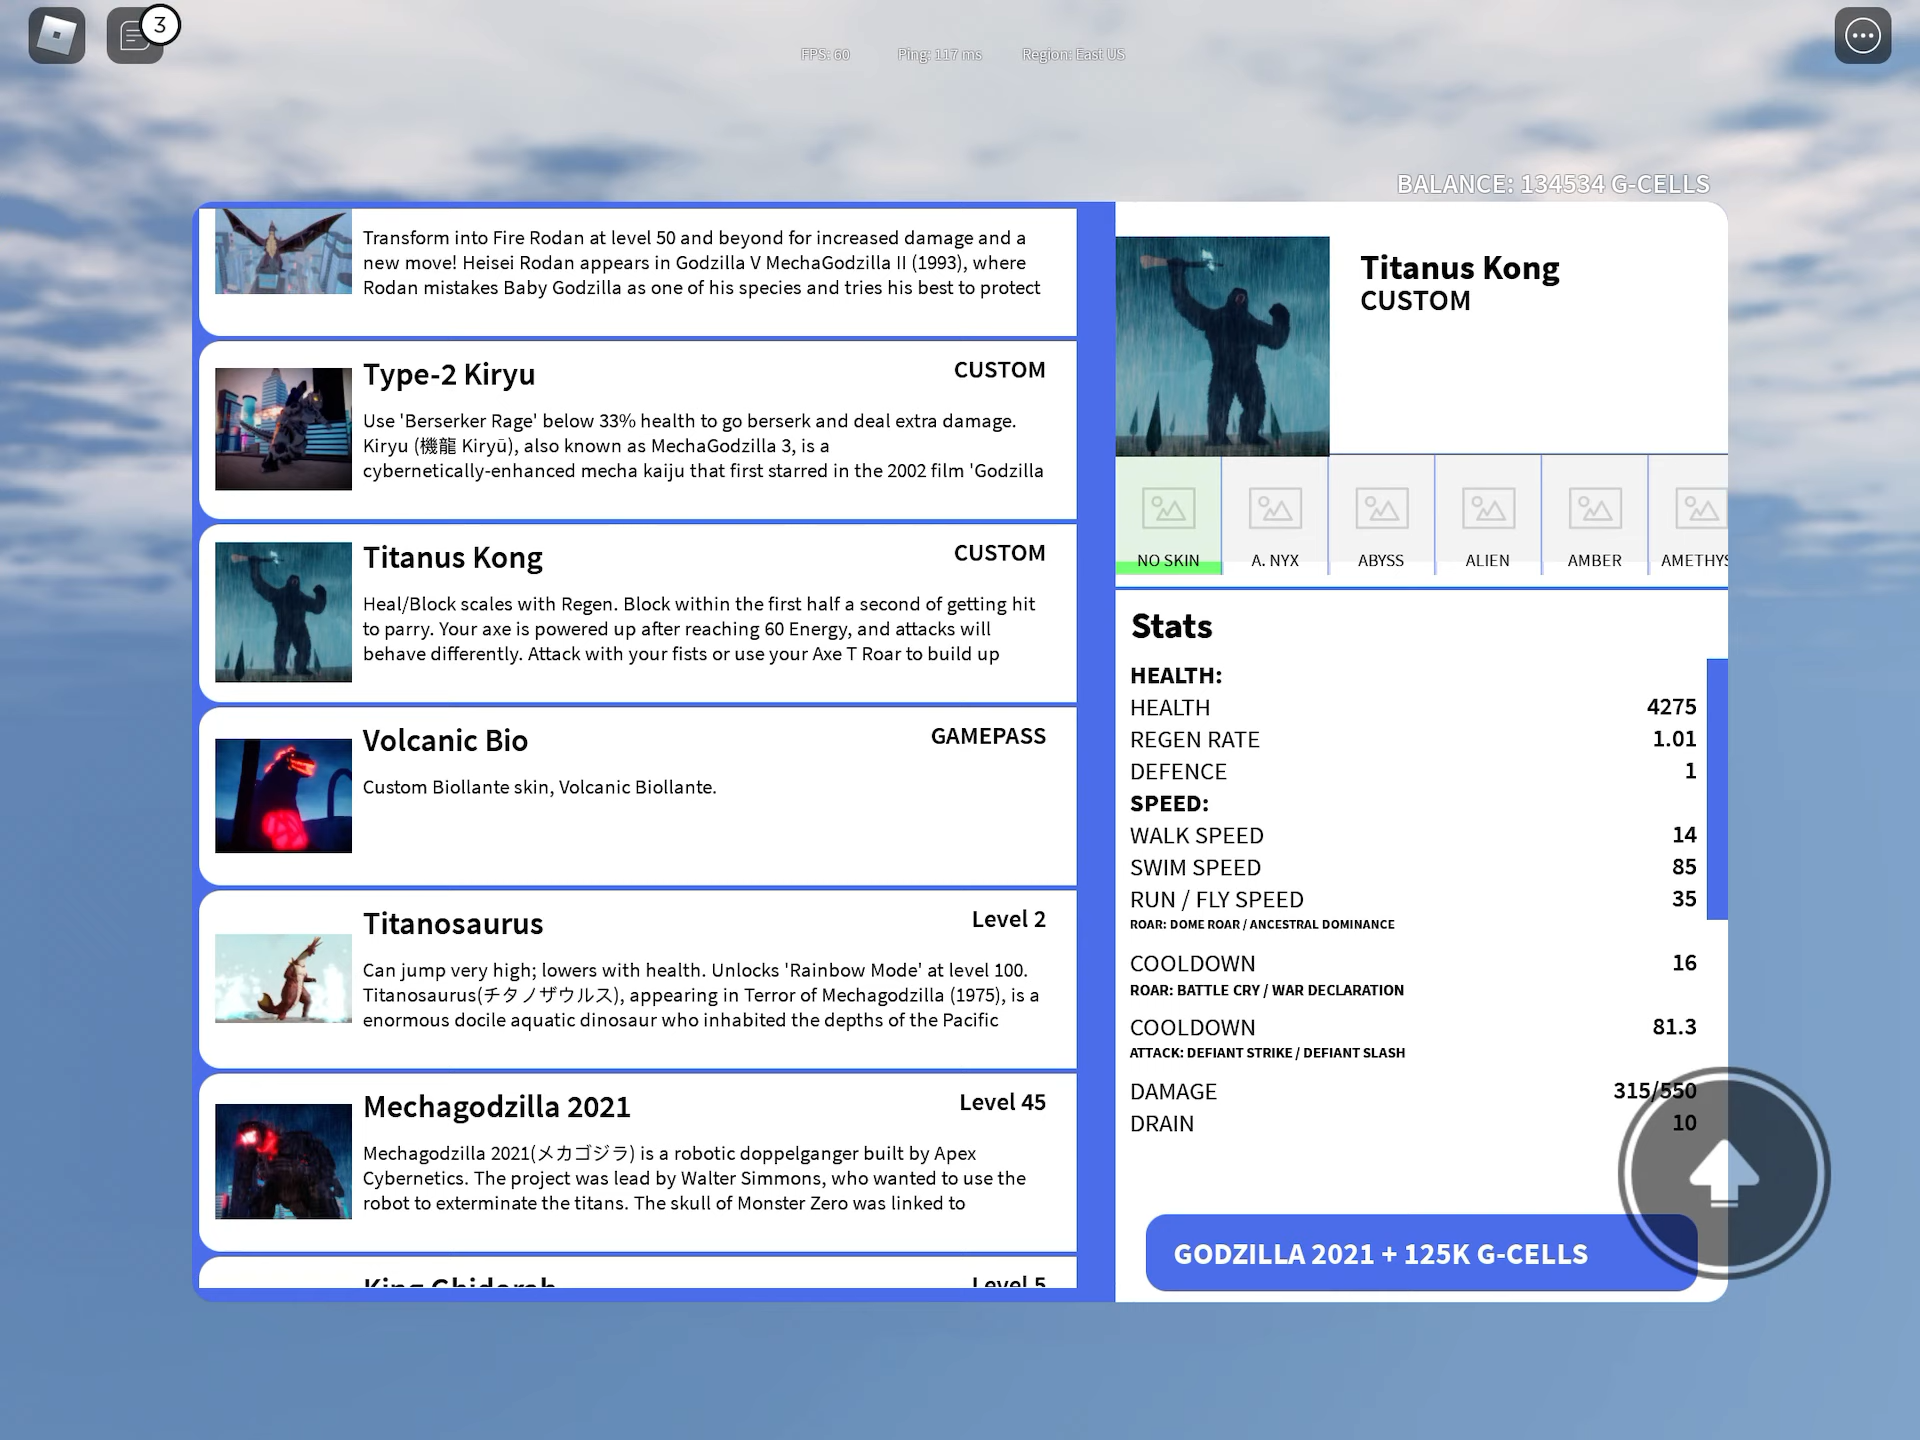 3
FPS: 60 Ping: 117 ms Region: East US
BALANCE: 134534 G-CELLS
Transform into Fire Rodan at level 50 and beyond for increased damage and a
new move! Heisei Rodan appears in Godzilla V MechaGodzilla II (1993), where
Rodan mistakes Baby Godzilla as one of his species and tries his best to protect
Type-2 Kiryu CUSTOM
Use 'Berserker Rage' below 33% health to go berserk and deal extra damage.
Kiryu (機龍 Kiryū), also known as MechaGodzilla 3, is a
cybernetically-enhanced mecha kaiju that first starred in the 2002 film 'Godzilla
Titanus Kong CUSTOM
Heal/Block scales with Regen. Block within the first half a second of getting hit
to parry. Your axe is powered up after reaching 60 Energy, and attacks will
behave differently. Attack with your fists or use your Axe T Roar to build up
Volcanic Bio GAMEPASS
Custom Biollante skin, Volcanic Biollante.
Titanosaurus Level 2
Can jump very high; lowers with health. Unlocks 'Rainbow Mode' at level 100.
Titanosaurus(チタノザウルス), appearing in Terror of Mechagodzilla (1975), is a
enormous docile aquatic dinosaur who inhabited the depths of the Pacific
Mechagodzilla 2021 Level 45
Mechagodzilla 2021(メカゴジラ) is a robotic doppelganger built by Apex
Cybernetics. The project was lead by Walter Simmons, who wanted to use the
robot to exterminate the titans. The skull of Monster Zero was linked to
King Ghidorah Level 5
Titanus Kong
CUSTOM
NO SKIN A. NYX ABYSS ALIEN AMBER AMETHYS
Stats
HEALTH:
HEALTH 4275
REGEN RATE 1.01
DEFENCE 1
SPEED:
WALK SPEED 14
SWIM SPEED 85
RUN / FLY SPEED 35
ROAR: DOME ROAR / ANCESTRAL DOMINANCE
COOLDOWN 16
ROAR: BATTLE CRY / WAR DECLARATION
COOLDOWN 81.3
ATTACK: DEFIANT STRIKE / DEFIANT SLASH
DAMAGE 315/550
DRAIN 10
GODZILLA 2021 + 125K G-CELLS